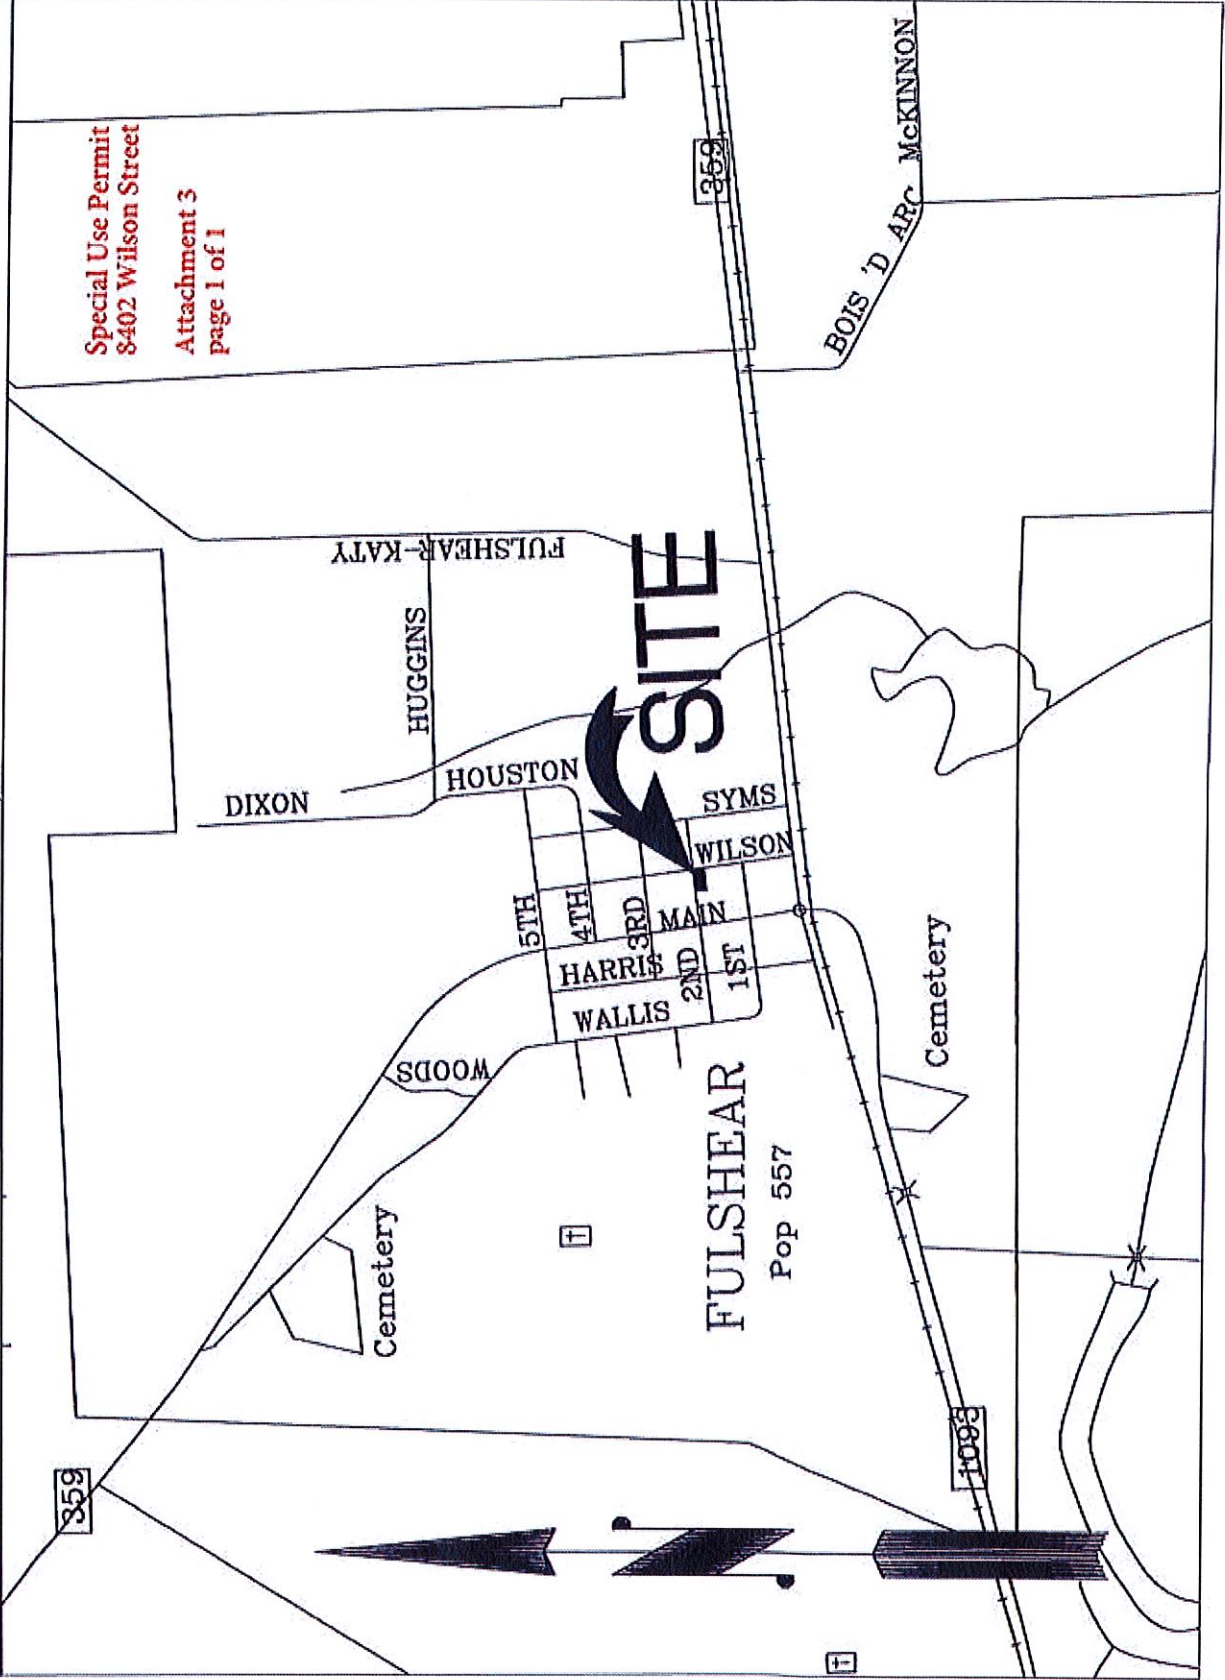 Special Use Permit
8402 Wilson Street
Attachment 3
page 1 of 1
359
359
1093
McKINNON
BOIS 'D ARC
FULSHEAR-KATY
HUGGINS
DIXON
HOUSTON
SITE
SYMS
WILSON
MAIN
HARRIS
WALLIS
WOODS
5TH
4TH
3RD
2ND
1ST
FULSHEAR
Pop 557
Cemetery
Cemetery
N